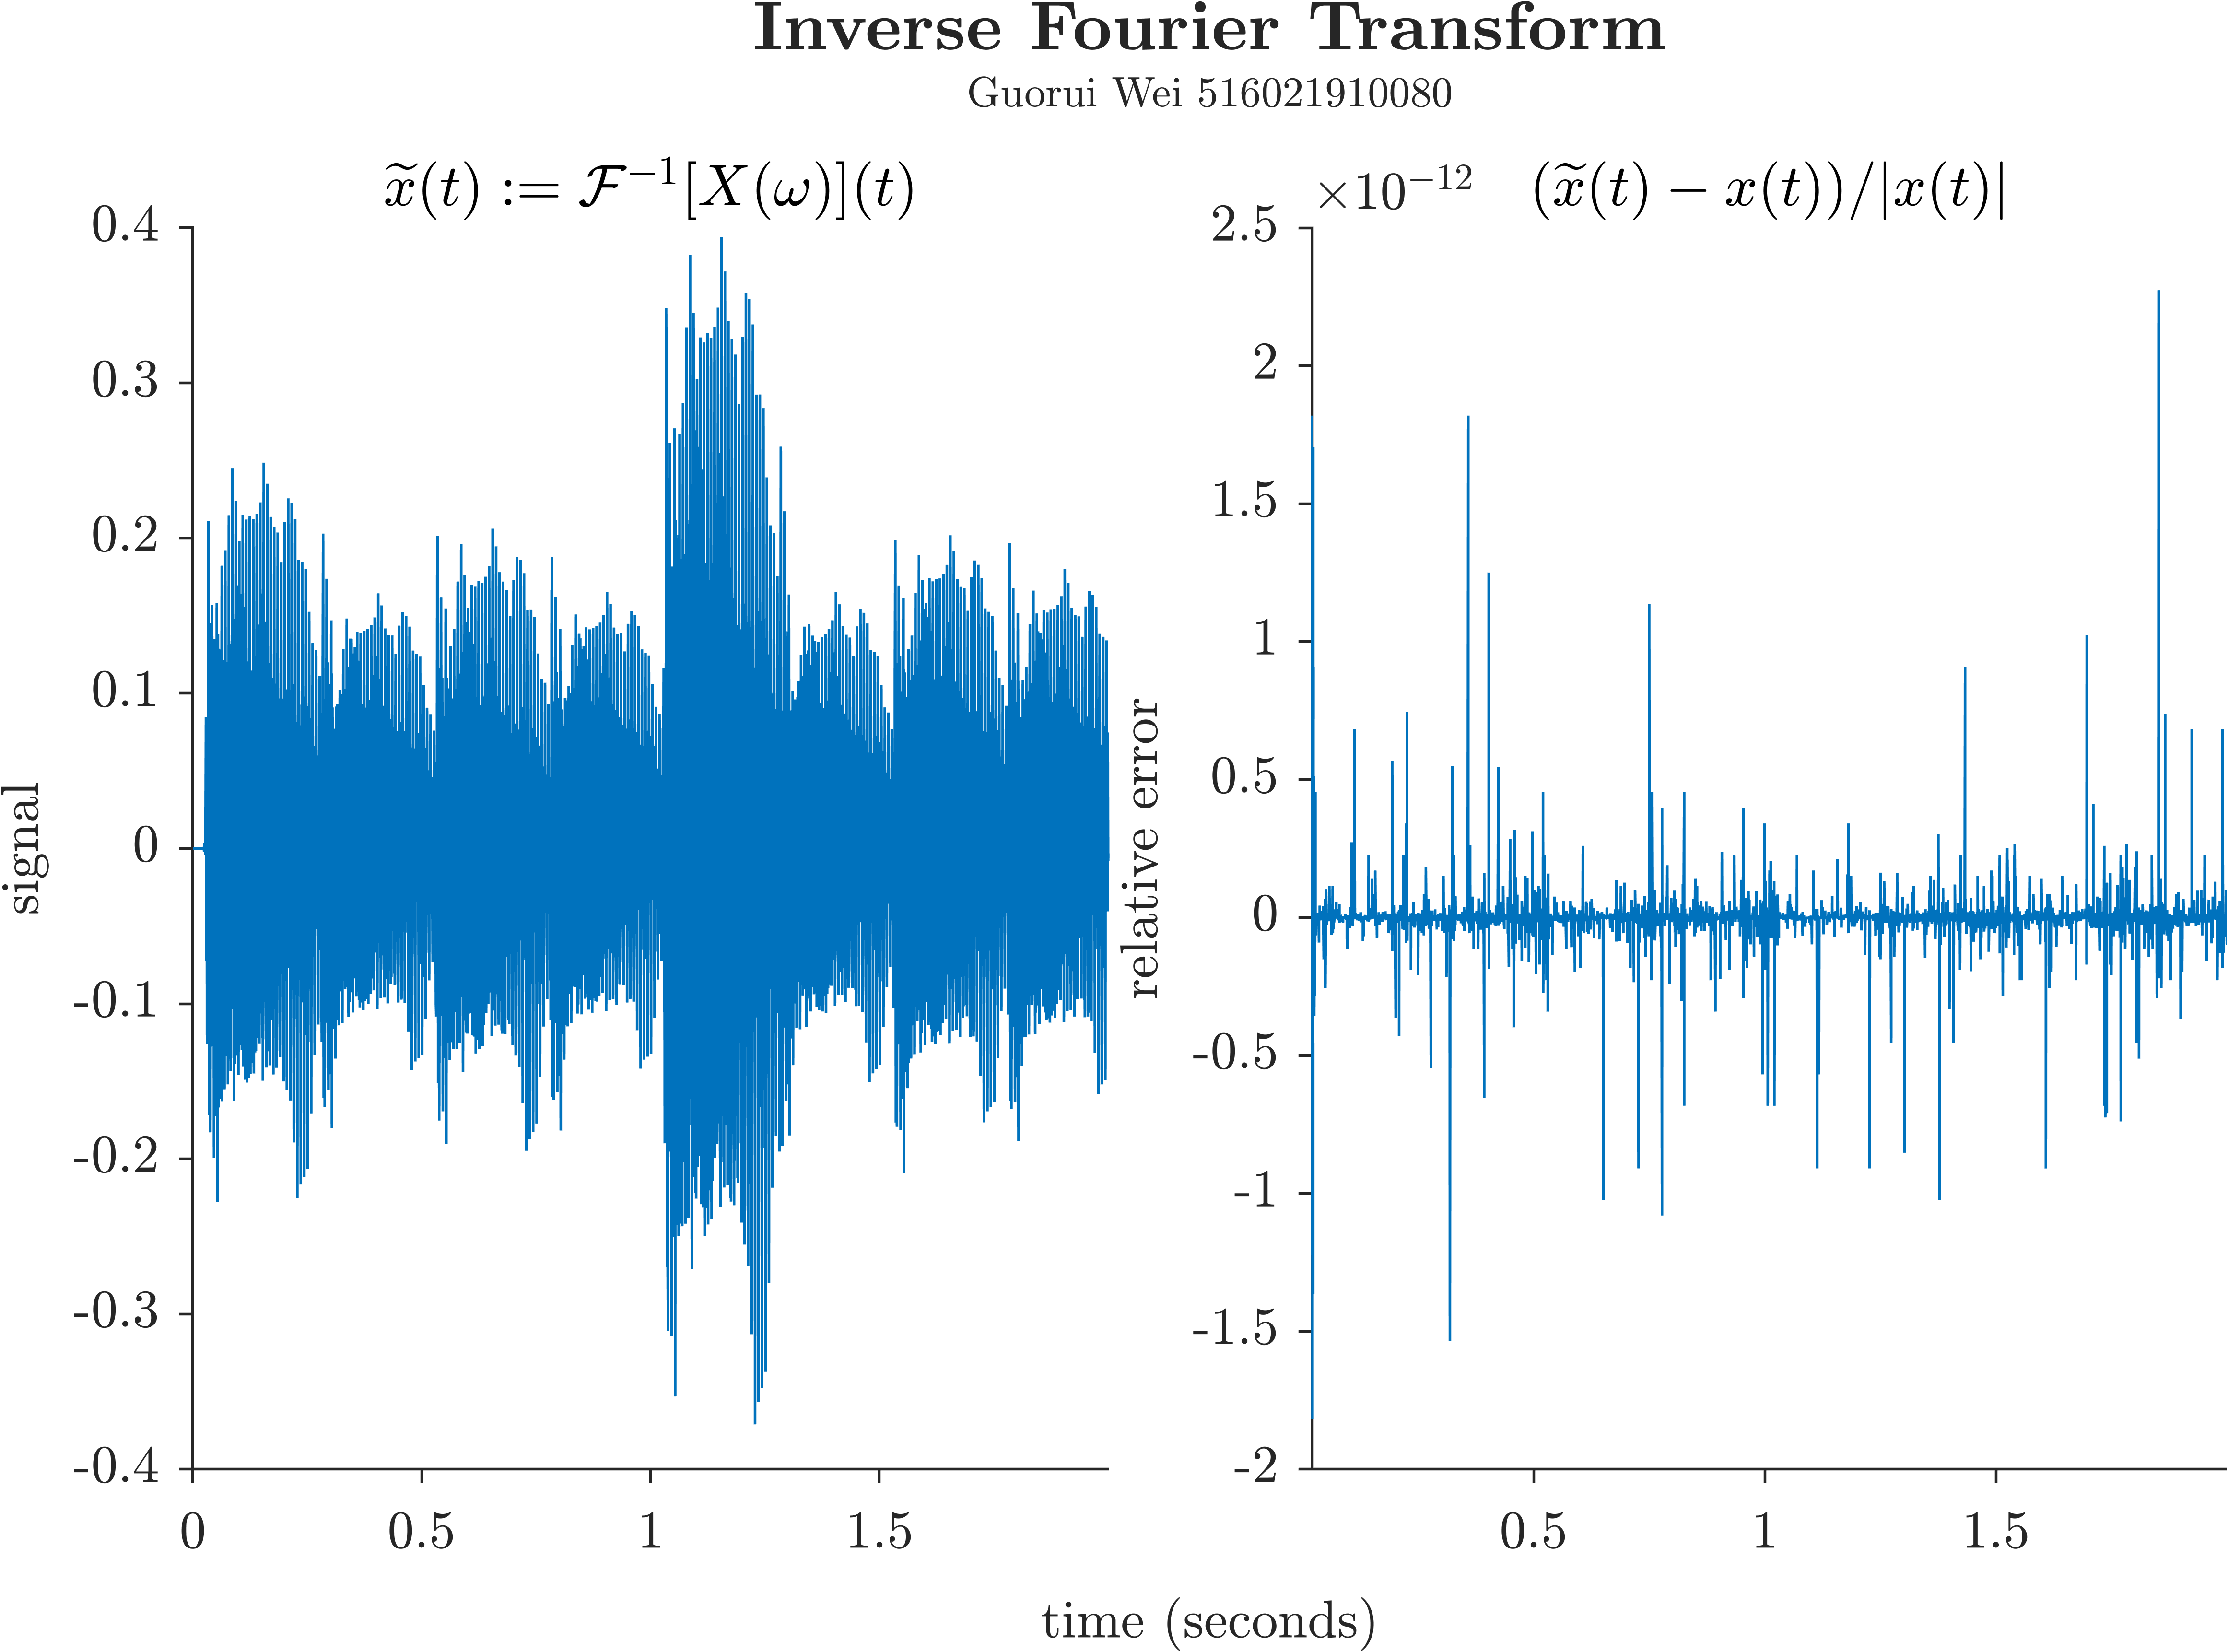 Inverse Fourier Transform
Guorui Wei 516021910080
x̃(t) := ℱ⁻¹[X(ω)](t)
0.4
0.3
0.2
0.1
0
-0.1
-0.2
-0.3
-0.4
signal
0 0.5 1 1.5
×10⁻¹² (x̃(t) − x(t))/|x(t)|
2.5
2
1.5
1
0.5
0
-0.5
-1
-1.5
-2
relative error
0.5 1 1.5
time (seconds)